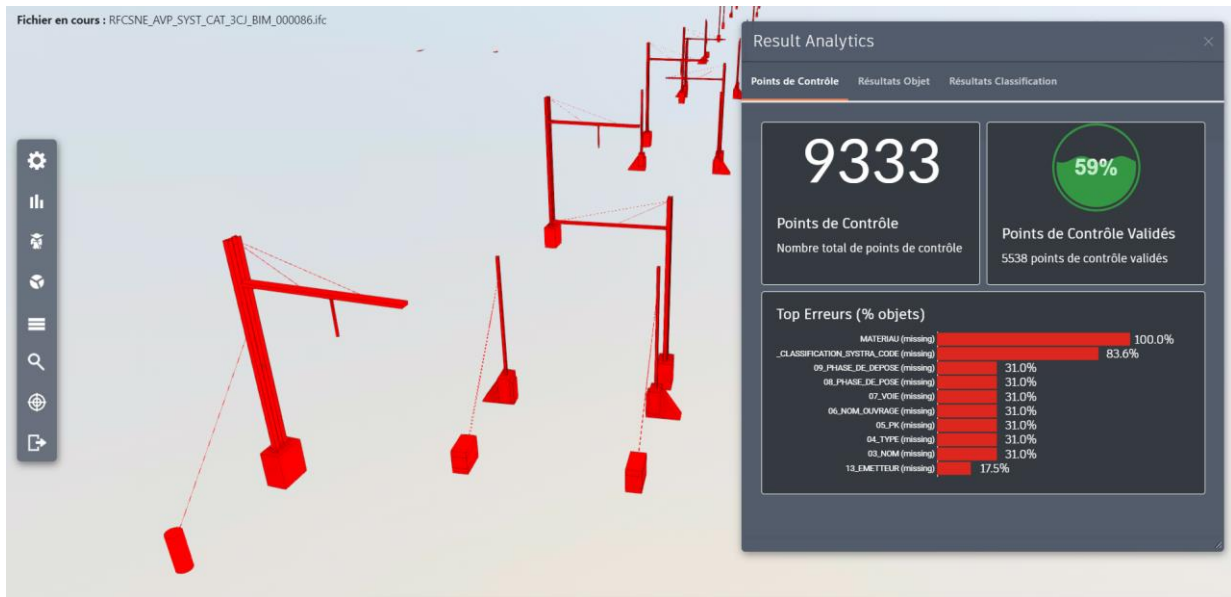 Fichier en cours : RFCSNE_AVP_SYST_CAT_3CJ_BIM_000086.ifc
Result Analytics
Points de Contrôle
Résultats Objet
Résultats Classification
9333
Points de Contrôle
Nombre total de points de contrôle
59%
Points de Contrôle Validés
5538 points de contrôle validés
Top Erreurs (% objets)
MATERIAU (missing) 100.0%
_CLASSIFICATION_SYSTRA_CODE (missing) 83.6%
09_PHASE_DE_DEPOSE (missing) 31.0%
08_PHASE_DE_POSE (missing) 31.0%
07_VOIE (missing) 31.0%
06_NOM_OUVRAGE (missing) 31.0%
05_PK (missing) 31.0%
04_TYPE (missing) 31.0%
03_NOM (missing) 31.0%
13_EMETTEUR (missing) 17.5%